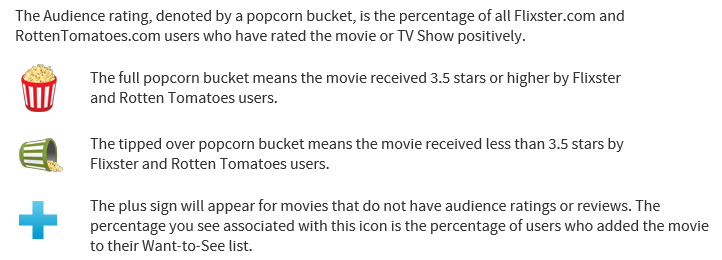 The Audience rating, denoted by a popcorn bucket, is the percentage of all Flixster.com and
RottenTomatoes.com users who have rated the movie or TV Show positively.
The full popcorn bucket means the movie received 3.5 stars or higher by Flixster
and Rotten Tomatoes users.
The tipped over popcorn bucket means the movie received less than 3.5 stars by
Flixster and Rotten Tomatoes users.
The plus sign will appear for movies that do not have audience ratings or reviews. The
percentage you see associated with this icon is the percentage of users who added the movie
to their Want-to-See list.